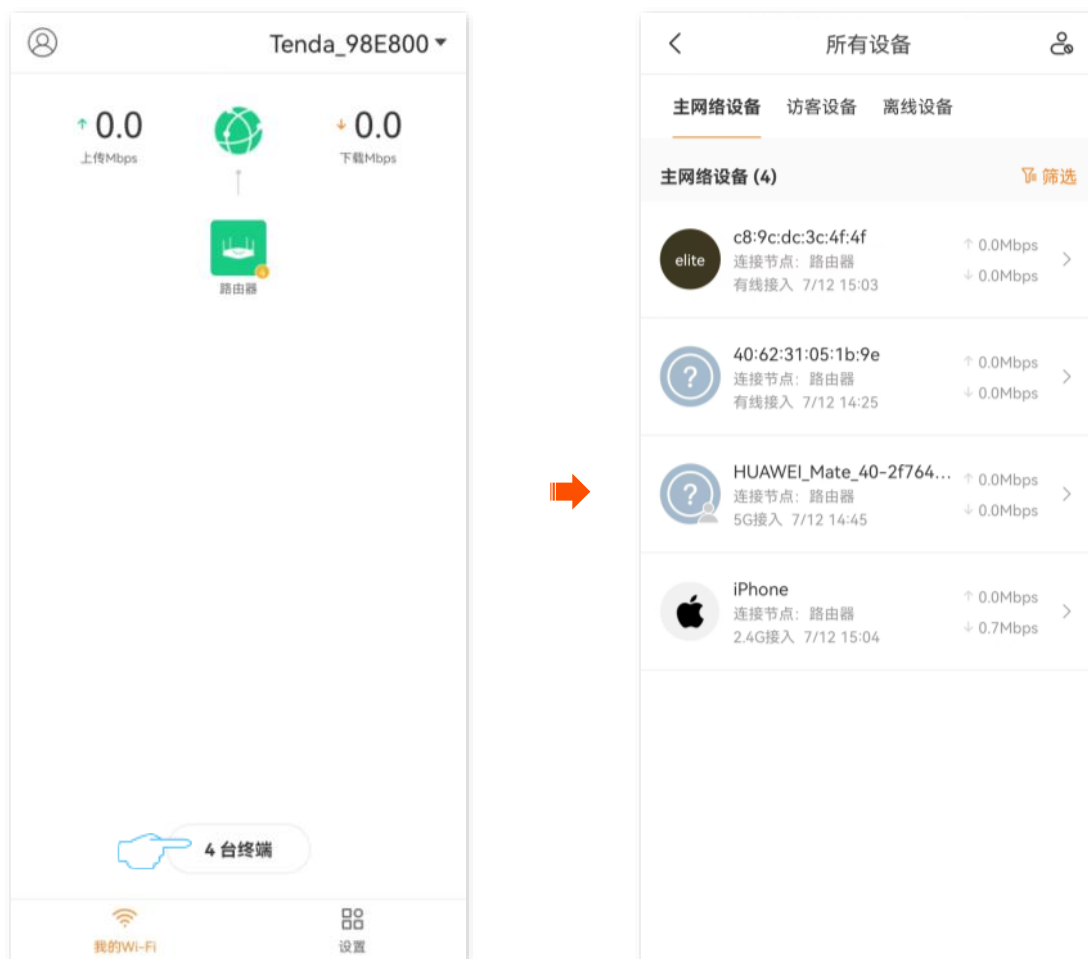 Tenda_98E800
0.0
上传Mbps
0.0
下载Mbps
路由器
4 台终端
我的Wi-Fi
设置
所有设备
主网络设备 访客设备 离线设备
主网络设备 (4)
筛选
elite
c8:9c:dc:3c:4f:4f
连接节点：路由器
有线接入 7/12 15:03
↑ 0.0Mbps
↓ 0.0Mbps
40:62:31:05:1b:9e
连接节点：路由器
有线接入 7/12 14:25
↑ 0.0Mbps
↓ 0.0Mbps
HUAWEI_Mate_40-2f764...
连接节点：路由器
5G接入 7/12 14:45
↑ 0.0Mbps
↓ 0.0Mbps
iPhone
连接节点：路由器
2.4G接入 7/12 15:04
↑ 0.0Mbps
↓ 0.7Mbps